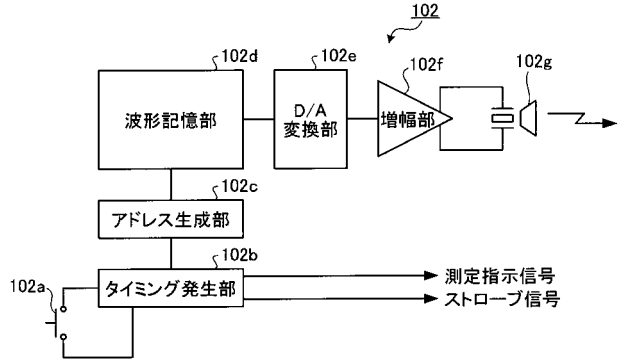 102
102d
102e
102f
102g
波形記憶部
D/A
変換部
増幅部
102c
アドレス生成部
102b
102a
タイミング発生部
測定指示信号
ストローブ信号